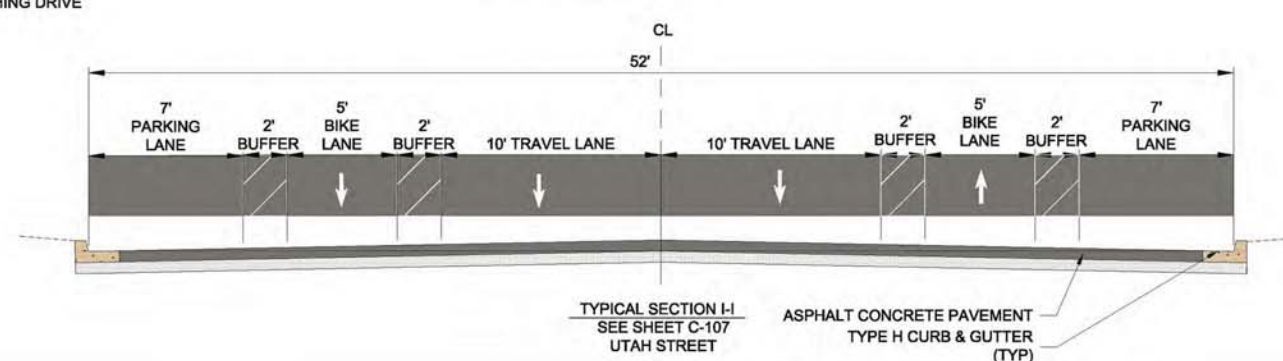 HING DRIVE
CL
52'
7'
PARKING
LANE
2'
BUFFER
5'
BIKE
LANE
2'
BUFFER
10' TRAVEL LANE
10' TRAVEL LANE
2'
BUFFER
5'
BIKE
LANE
2'
BUFFER
7'
PARKING
LANE
TYPICAL SECTION I-I
SEE SHEET C-107
UTAH STREET
ASPHALT CONCRETE PAVEMENT
TYPE H CURB & GUTTER
(TYP)